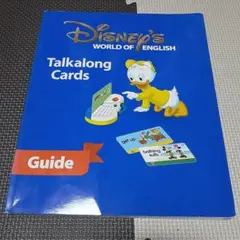 DISNEY'S
WORLD OF ENGLISH
Talkalong
Cards
Guide